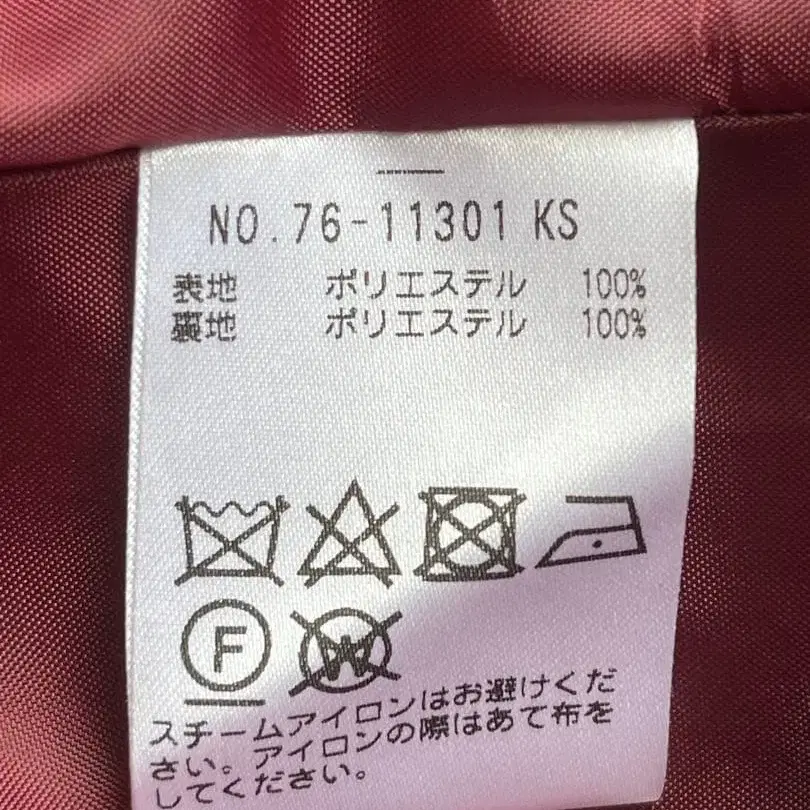 NO.76-11301 KS
表地 ポリエステル 100%
裏地 ポリエステル 100%
F W
スチームアイロンはお避けくだ
さい。アイロンの際はあて布を
してください。